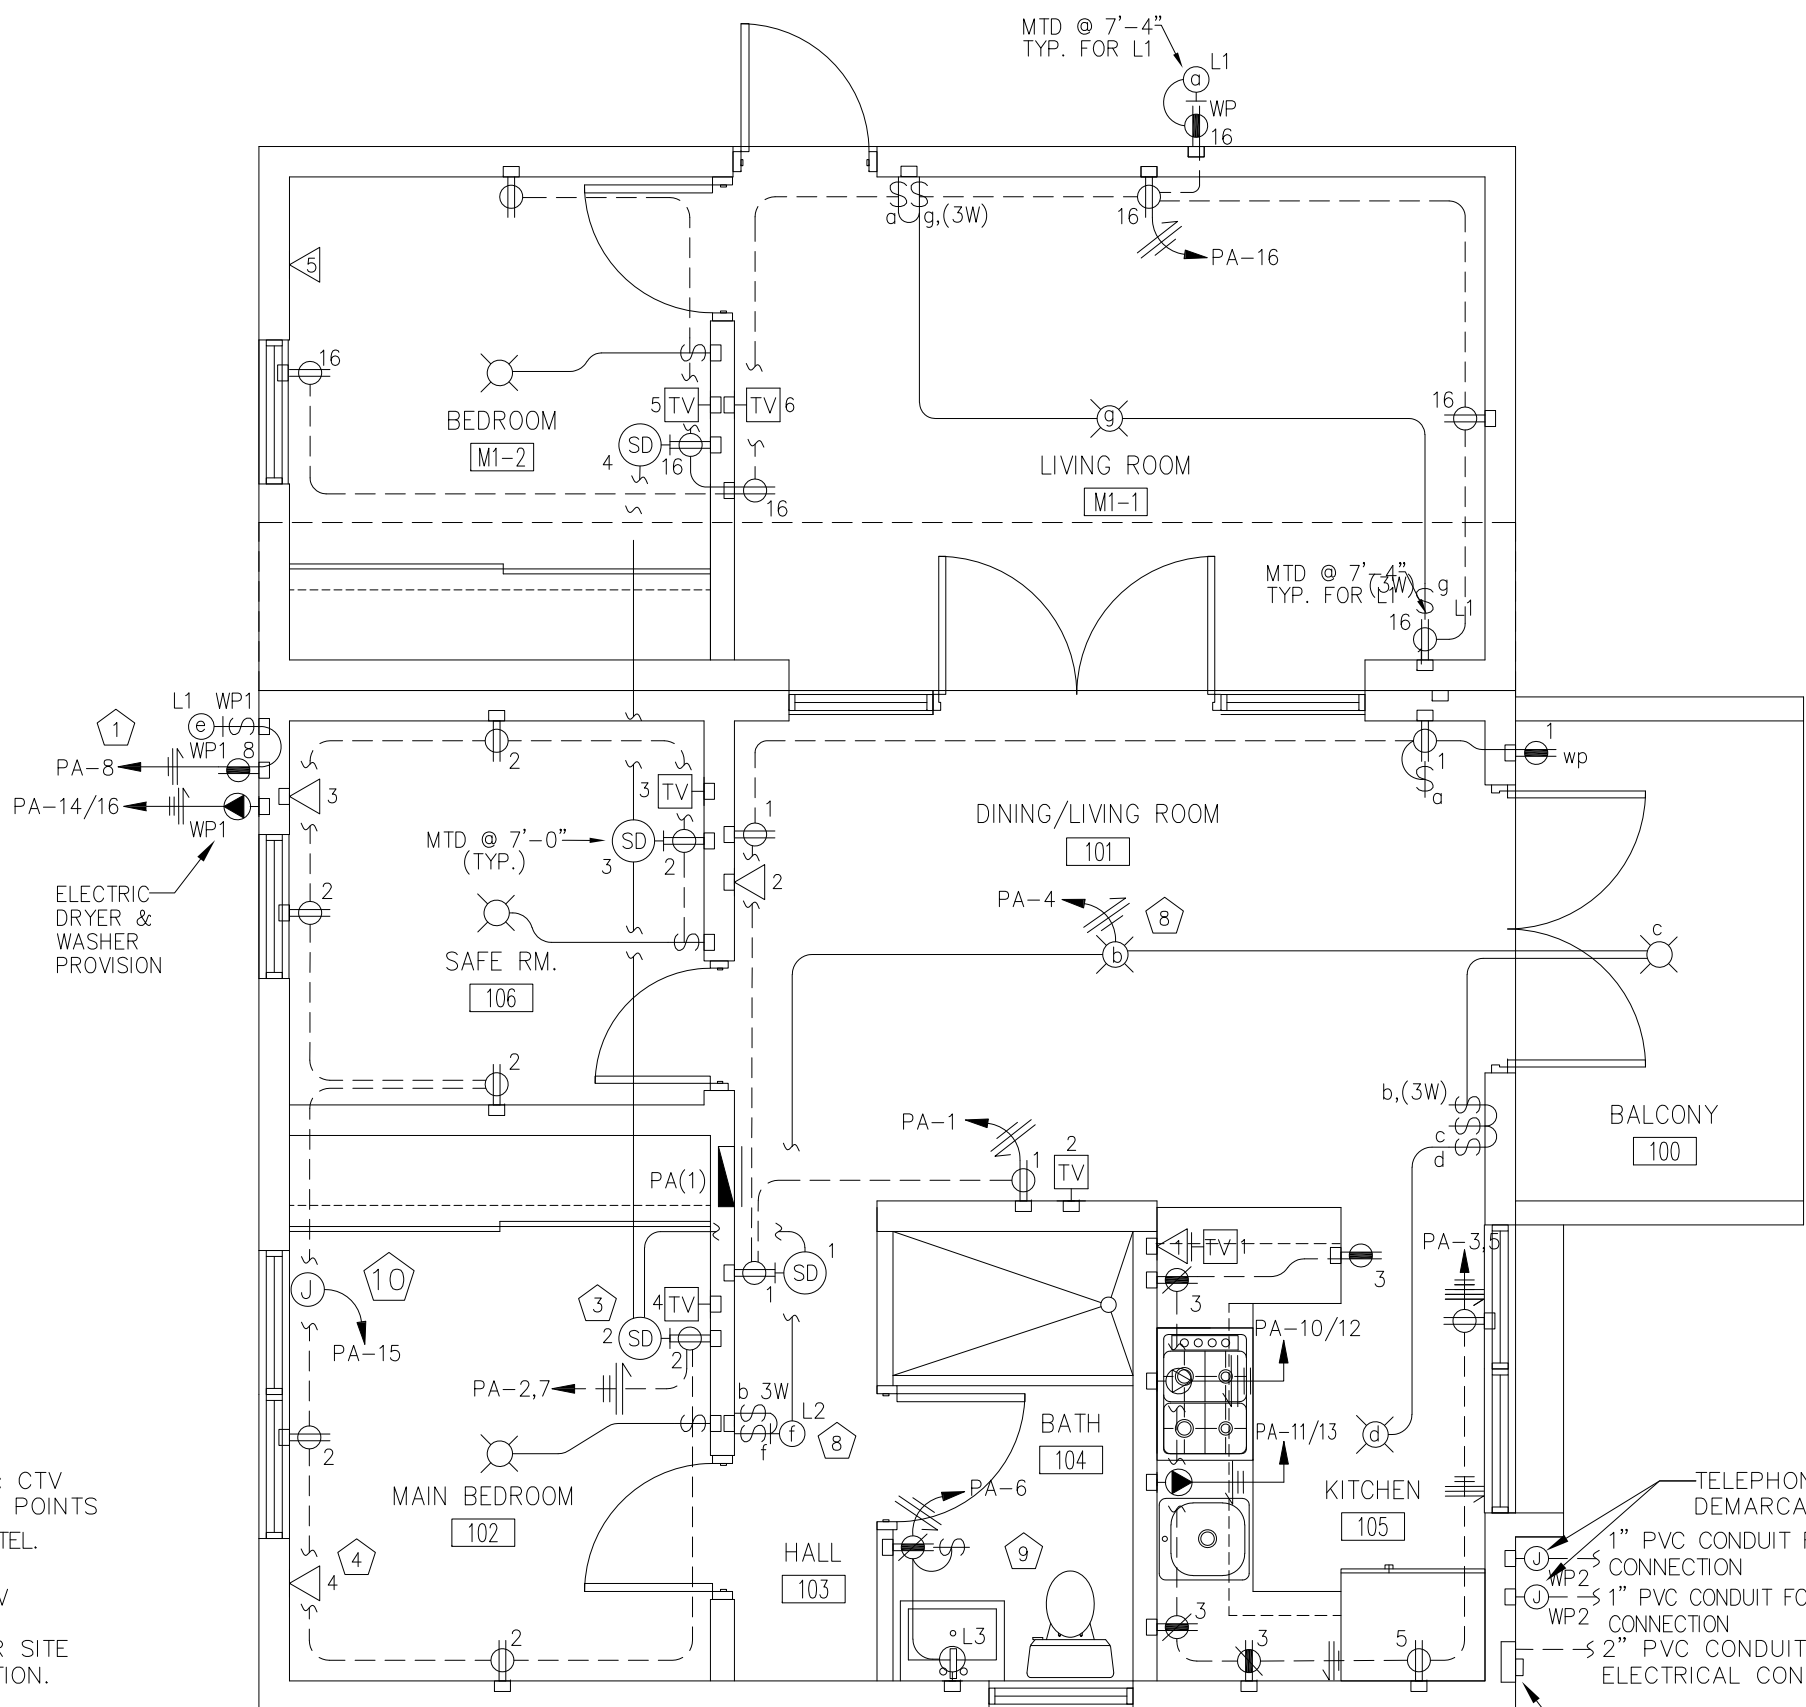 MTD @ 7'-4"
TYP. FOR L1
L1
a
WP
16
a
g,(3W)
16
PA-16
5
16
BEDROOM
M1-2
5 TV
TV 6
SD
4
16
16
g
16
LIVING ROOM
M1-1
MTD @ 7'-4"
TYP. FOR L1
(3W)
g
L1
16
1
L1
WP1
e
WP1
8
PA-8
PA-14/16
WP1
ELECTRIC
DRYER &
WASHER
PROVISION
2
3
3 TV
MTD @ 7'-0"
(TYP.)
SD
3
2
2
SAFE RM.
106
2
1
2
1
a
1
wp
DINING/LIVING ROOM
101
PA-4
8
b
c
b,(3W)
c
d
BALCONY
100
PA-1
1
2
TV
PA(1)
1
SD
1
J
10
PA-15
3
4 TV
2 SD
2
PA-2,7
b 3W
L2
f
f
8
2
MAIN BEDROOM
102
4
4
2
HALL
103
BATH
104
PA-6
9
L3
1
TV 1
3
3
PA-3,5
PA-10/12
PA-11/13
d
KITCHEN
105
3
3
5
CTV
POINTS
TEL.
SITE
TELEPHON
DEMARCA
1" PVC CONDUIT
CONNECTION
J
WP2
1" PVC CONDUIT FO
CONNECTION
J
WP2
2" PVC CONDUIT
ELECTRICAL CON